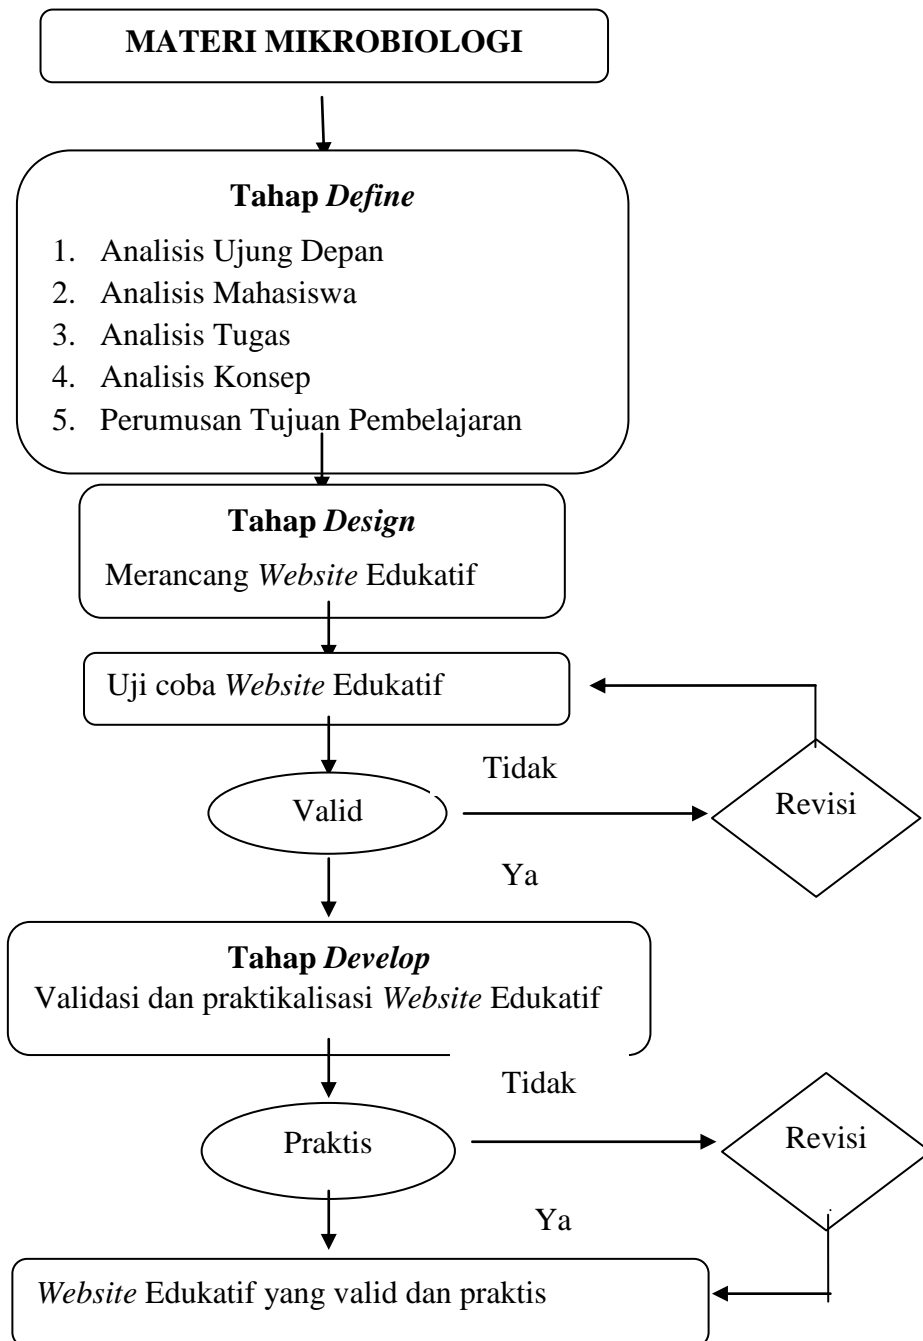 MATERI MIKROBIOLOGI
Tahap Define
1. Analisis Ujung Depan
2. Analisis Mahasiswa
3. Analisis Tugas
4. Analisis Konsep
5. Perumusan Tujuan Pembelajaran
Tahap Design
Merancang Website Edukatif
Uji coba Website Edukatif
Tidak
Valid
Revisi
Ya
Tahap Develop
Validasi dan praktikalisasi Website Edukatif
Tidak
Praktis
Revisi
Ya
Website Edukatif yang valid dan praktis